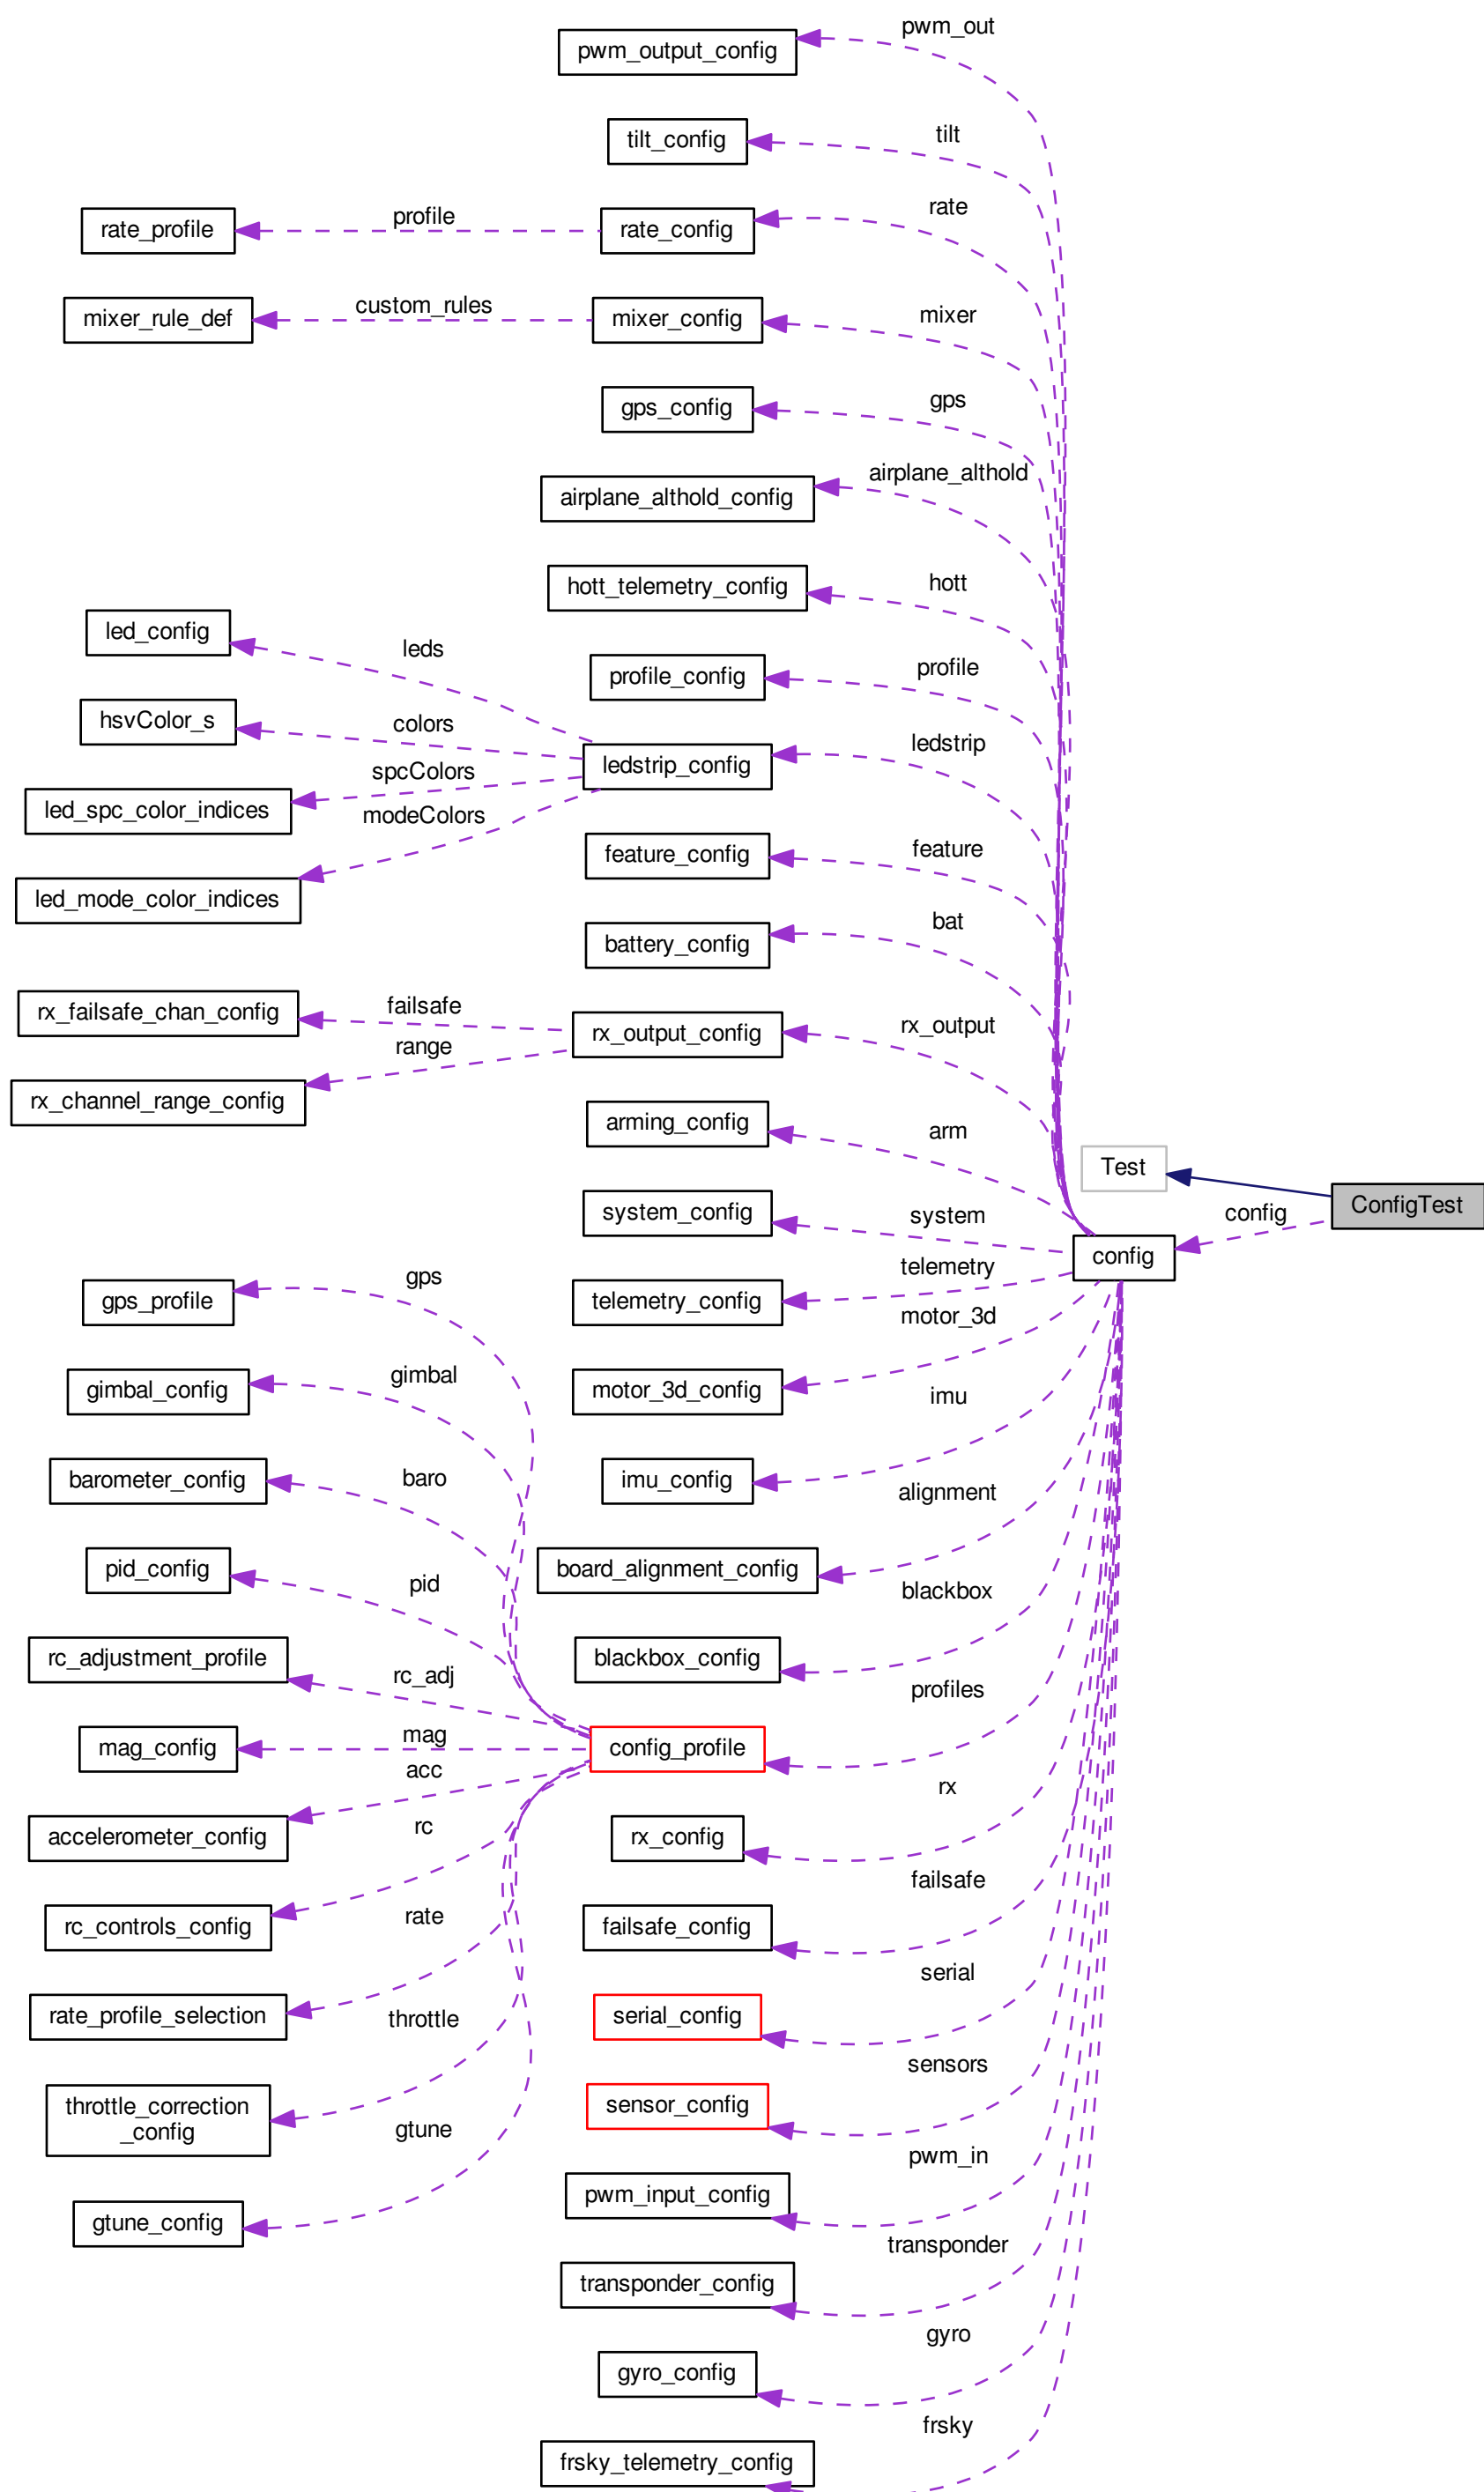 pwm_out
pwm_output_config
tilt
tilt_config
rate
profile
rate_profile
rate_config
custom_rules
mixer
mixer_rule_def
mixer_config
gps
gps_config
airplane_althold
airplane_althold_config
hott
hott_telemetry_config
led_config
leds
profile
profile_config
hsvColor_s
colors
ledstrip
spcColors
ledstrip_config
led_spc_color_indices
modeColors
feature
feature_config
led_mode_color_indices
bat
battery_config
rx_failsafe_chan_config
failsafe
rx_output
rx_output_config
range
rx_channel_range_config
arm
arming_config
Test
ConfigTest
config
system
system_config
config
telemetry
gps
gps_profile
telemetry_config
motor_3d
gimbal
gimbal_config
motor_3d_config
imu
baro
barometer_config
imu_config
alignment
pid
pid_config
board_alignment_config
blackbox
rc_adjustment_profile
rc_adj
blackbox_config
profiles
mag
mag_config
config_profile
acc
rx
accelerometer_config
rc
rx_config
failsafe
rc_controls_config
rate
failsafe_config
serial
rate_profile_selection
throttle
serial_config
sensors
throttle_correction
_config
gtune
sensor_config
pwm_in
gtune_config
pwm_input_config
transponder
transponder_config
gyro
gyro_config
frsky
frsky_telemetry_config